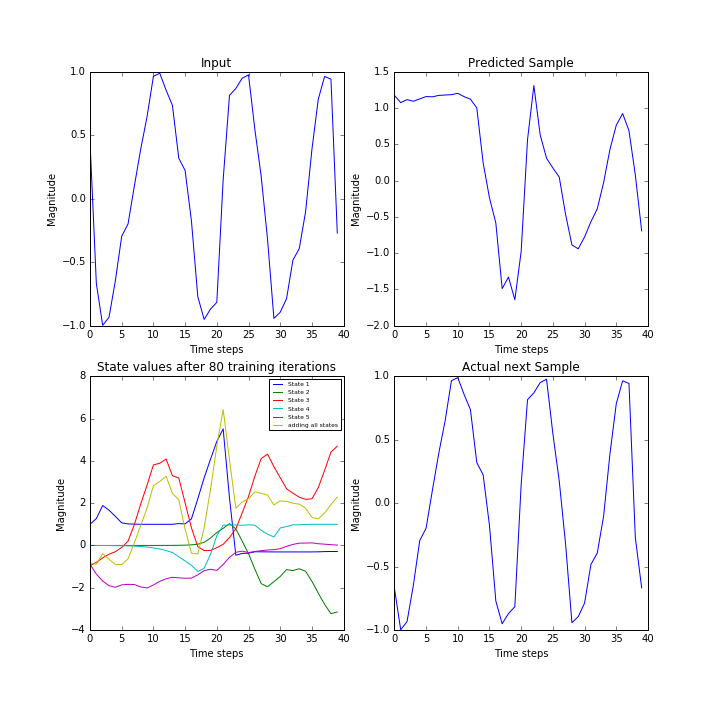 Input
Magnitude
1.0
0.5
0.0
−0.5
−1.0
0 5 10 15 20 25 30 35 40
Time steps
Predicted Sample
Magnitude
1.5
1.0
0.5
0.0
−0.5
−1.0
−1.5
−2.0
0 5 10 15 20 25 30 35 40
Time steps
State values after 80 training iterations
Magnitude
8
6
4
2
0
−2
−4
0 5 10 15 20 25 30 35 40
Time steps
State 1
State 2
State 3
State 4
State 5
adding all states
Actual next Sample
Magnitude
1.0
0.5
0.0
−0.5
−1.0
0 5 10 15 20 25 30 35 40
Time steps